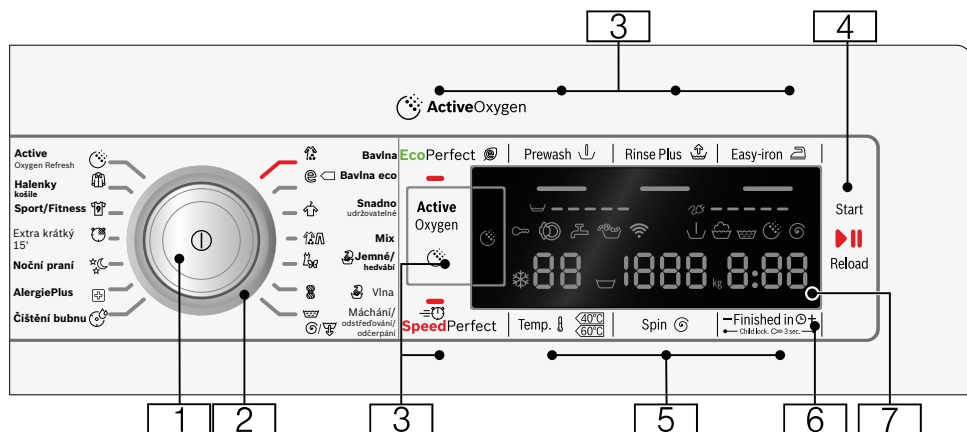 3
4
ActiveOxygen
Active
Oxygen Refresh
Halenky
košile
Sport/Fitness
Extra krátký
15'
Noční praní
AlergiePlus
Čištění bubnu
Bavlna
Bavlna eco
Snadno
udržovatelné
Mix
Jemné/
hedvábí
Vlna
Máchání/
odstřeďování/
odčerpání
EcoPerfect
Prewash
Rinse Plus
Easy-iron
Active
Oxygen
88 1888 kg 8:88
SpeedPerfect
Temp. 40°C
60°C
Spin
– Finished in +
Child lock. 3 sec.
Start
Reload
1
2
3
5
6
7